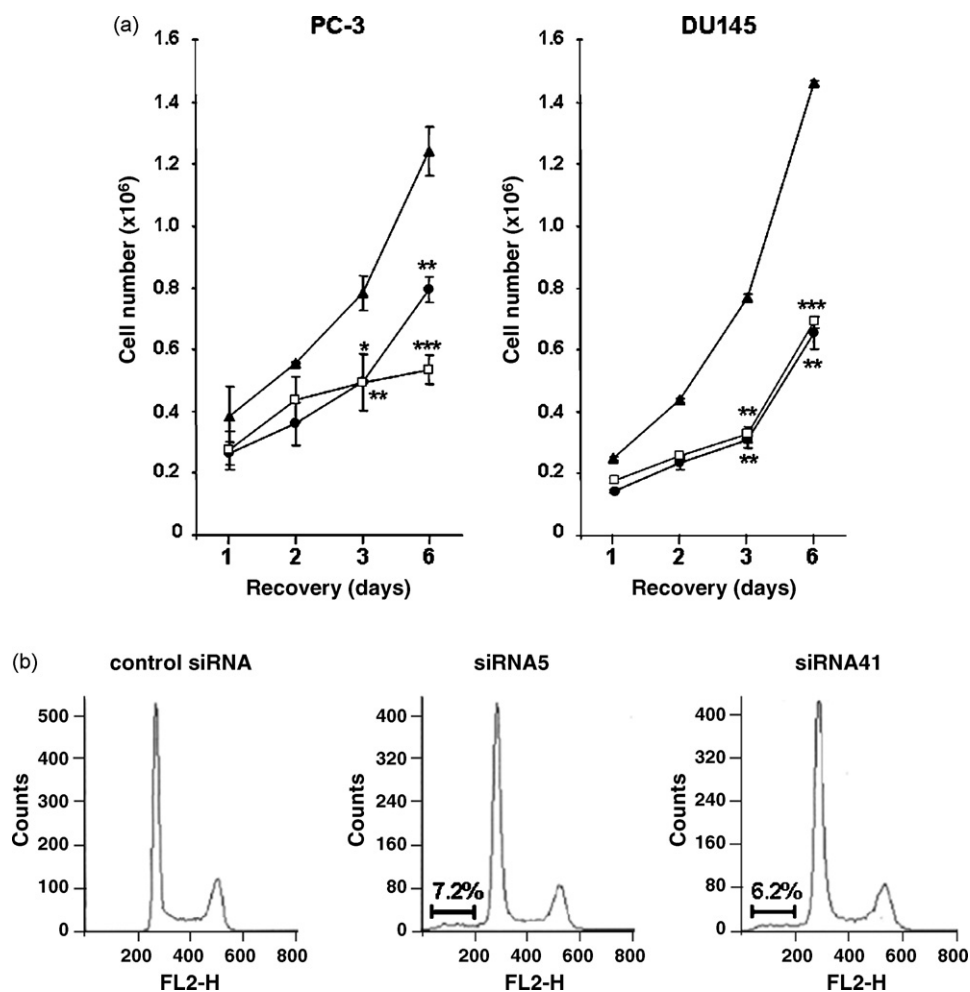 (a)
PC-3
DU145
Cell number (x10⁶)
1.6
1.4
1.2
1.0
0.8
0.6
0.4
0.2
0
**
*
***
**
1 2 3 6
Recovery (days)
Cell number (x10⁶)
1.6
1.4
1.2
1.0
0.8
0.6
0.4
0.2
0
***
**
**
**
1 2 3 6
Recovery (days)
(b)
control siRNA
siRNA5
siRNA41
Counts
500
400
300
200
100
0
200 400 600 800
FL2-H
Counts
400
320
240
160
80
0
7.2%
200 400 600 800
FL2-H
Counts
400
320
240
160
80
0
6.2%
200 400 600 800
FL2-H